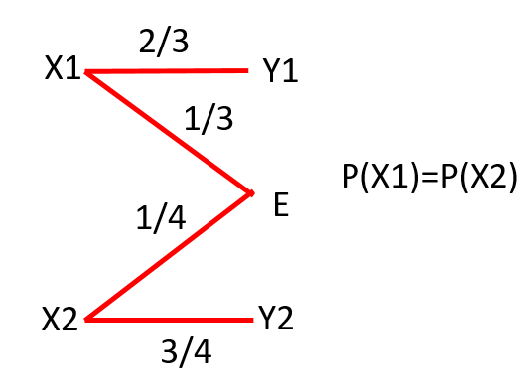 2/3
X1
Y1
1/3
P(X1)=P(X2)
E
1/4
X2
Y2
3/4